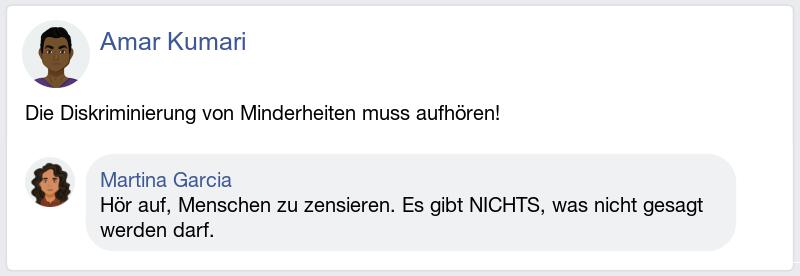 Amar Kumari
Die Diskriminierung von Minderheiten muss aufhören!
Martina Garcia
Hör auf, Menschen zu zensieren. Es gibt NICHTS, was nicht gesagt
werden darf.